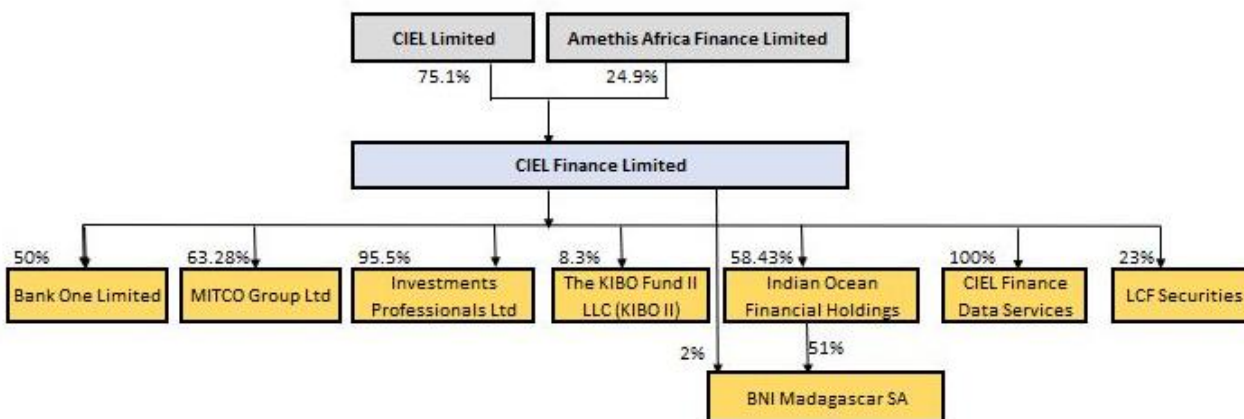 CIEL Limited
Amethis Africa Finance Limited
75.1%
24.9%
CIEL Finance Limited
50%
63.28%
95.5%
8.3%
58.43%
100%
23%
Bank One Limited
MITCO Group Ltd
Investments
Professionals Ltd
The KIBO Fund II
LLC (KIBO II)
Indian Ocean
Financial Holdings
CIEL Finance
Data Services
LCF Securities
2%
51%
BNI Madagascar SA